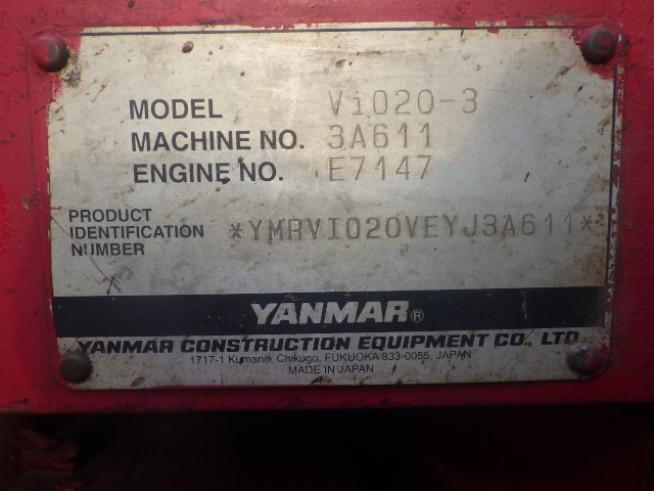 MODEL Vi020-3
MACHINE NO. 3A611
ENGINE NO. E7147
PRODUCT IDENTIFICATION NUMBER *YMRVI020VEYJ3A611*
YANMAR®
YANMAR CONSTRUCTION EQUIPMENT CO., LTD
1717-1 Kumano, Chikugo, FUKUOKA 833-0055, JAPAN
MADE IN JAPAN